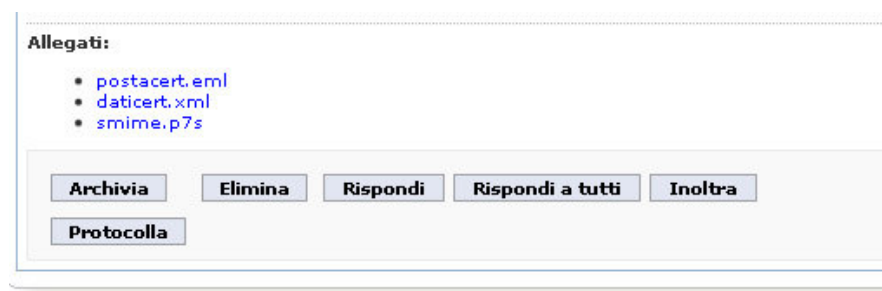 Allegati:
postacert.eml
daticert.xml
smime.p7s
Archivia Elimina Rispondi Rispondi a tutti Inoltra
Protocolla